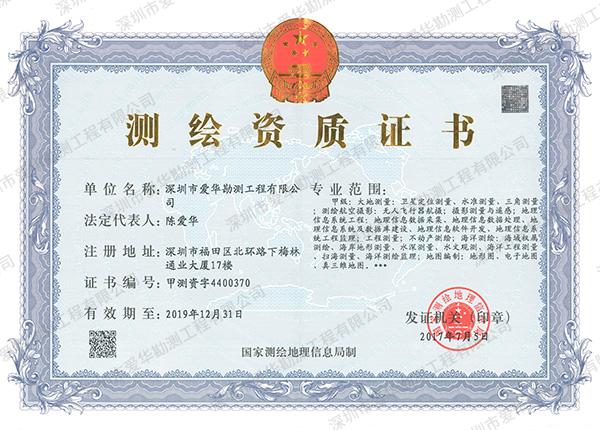 测绘资质证书
单位名称:深圳市爱华勘测工程有限公
司
法定代表人:陈爱华
注册地址:深圳市福田区北环路下梅林
通业大厦17楼
证书编号:甲测资字4400370
有效期至:2019年12月31日
专业范围:
甲级:大地测量:卫星定位测量、水准测量、三角测量
;测绘航空摄影:无人飞行器航摄;摄影测量与遥感;地理
信息系统工程:地理信息数据采集、地理信息数据处理、地
理信息系统及数据库建设、地理信息软件开发、地理信息系
统工程监理;工程测量;不动产测绘;海洋测绘:海域权属
测绘、海岸地形测量、水深测量、水文观测、海洋工程测量
、扫海测量、海洋测绘监理;地图编制:地形图、电子地图
、真三维地图。***
发证机关(印章)
2017年7月5日
国家测绘地理信息局制
深圳市爱华勘测工程有限公司